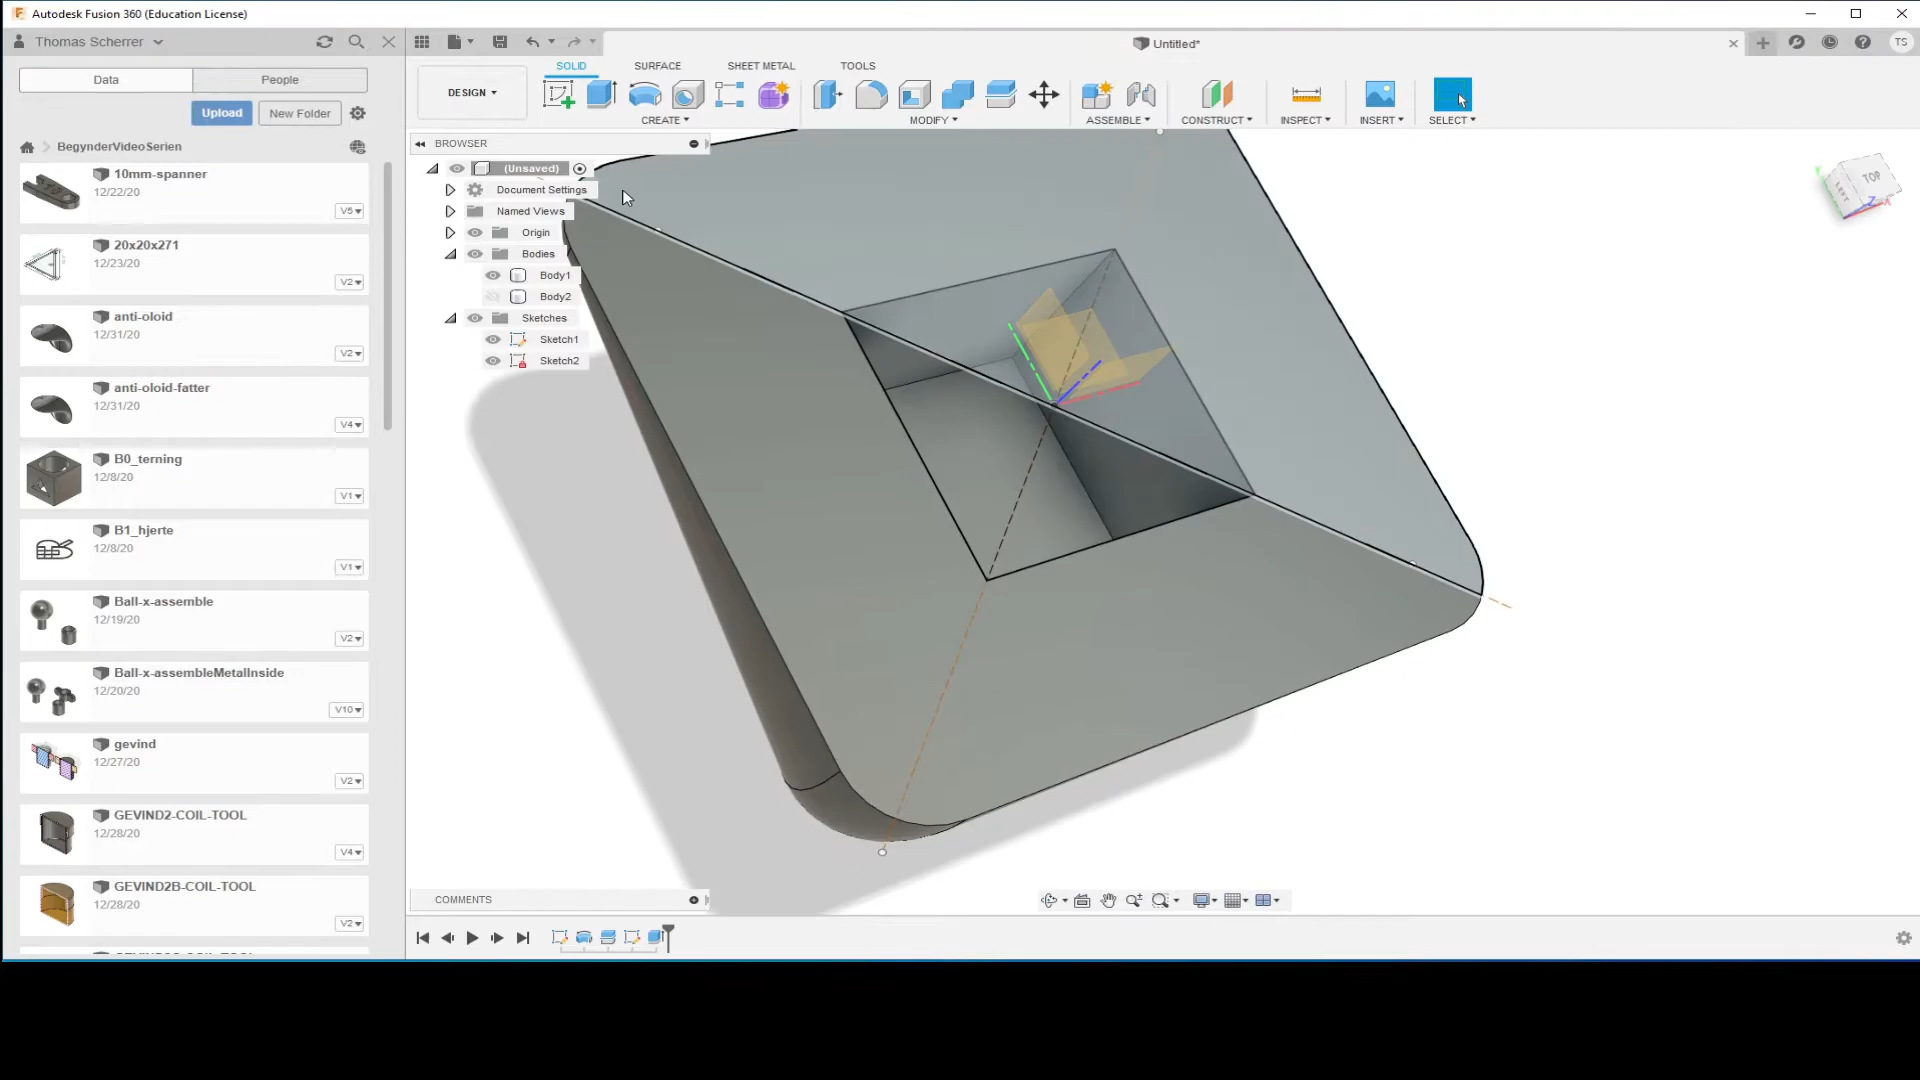 Autodesk Fusion 360 (Education License)
Thomas Scherrer
Untitled*
TS
Data
People
SOLID
SURFACE
SHEET METAL
TOOLS
DESIGN
Upload
New Folder
CREATE
MODIFY
ASSEMBLE
CONSTRUCT
INSPECT
INSERT
SELECT
BegynderVideoSerien
BROWSER
(Unsaved)
Document Settings
Named Views
Origin
Bodies
Body1
Body2
Sketches
Sketch1
Sketch2
TOP
LEFT
Z
X
Y
10mm-spanner
12/22/20
V5
20x20x271
12/23/20
V2
anti-oloid
12/31/20
V2
anti-oloid-fatter
12/31/20
V4
B0_terning
12/8/20
V1
B1_hjerte
12/8/20
V1
Ball-x-assemble
12/19/20
V2
Ball-x-assembleMetalInside
12/20/20
V10
gevind
12/27/20
V2
GEVIND2-COIL-TOOL
12/28/20
V4
GEVIND2B-COIL-TOOL
12/28/20
V2
COMMENTS